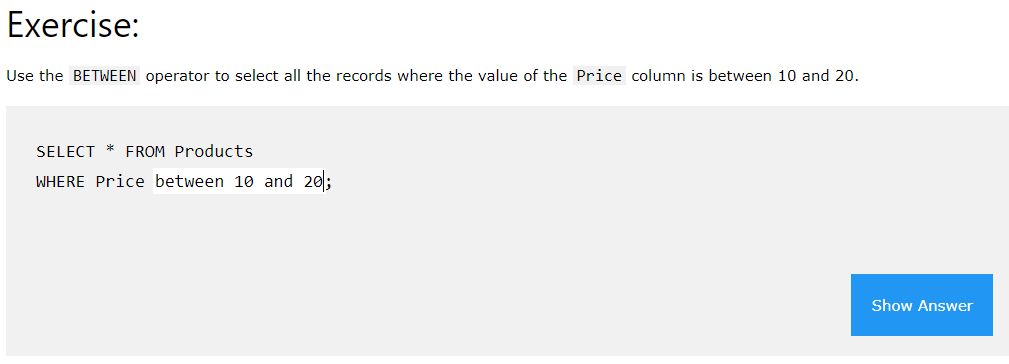 Exercise:
Use the BETWEEN operator to select all the records where the value of the Price column is between 10 and 20.
SELECT * FROM Products
WHERE Price between 10 and 20;
Show Answer